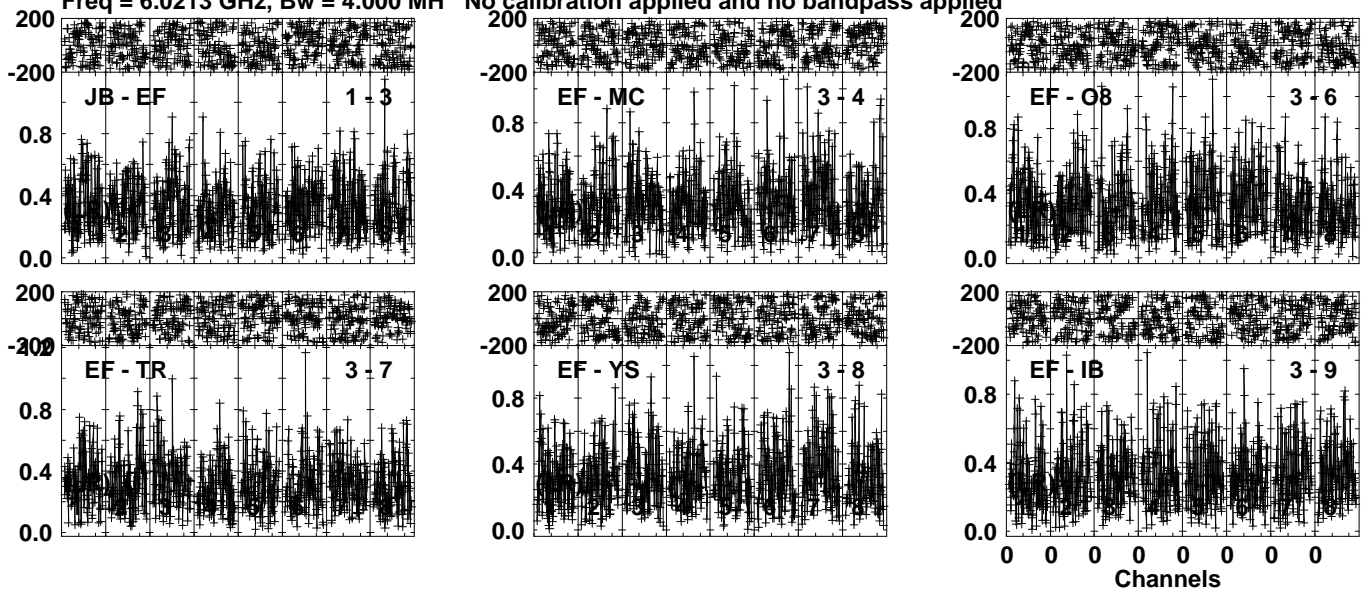 Freq = 6.0213 GHz, Bw = 4.000 MH No calibration applied and no bandpass applied
200 200 200
-200 -200 -200
JB - EF 1 - 3 EF - MC 3 - 4 EF - O8 3 - 6
0.8 0.8 0.8
0.4 0.4 0.4
0.0 0.0 0.0
200 200 200
-200 -200 -200
EF - TR 3 - 7 EF - YS 3 - 8 EF - IB 3 - 9
0.8 0.8 0.8
0.4 0.4 0.4
0.0 0.0 0.0
0 0 0 0 0 0 0 0
Channels